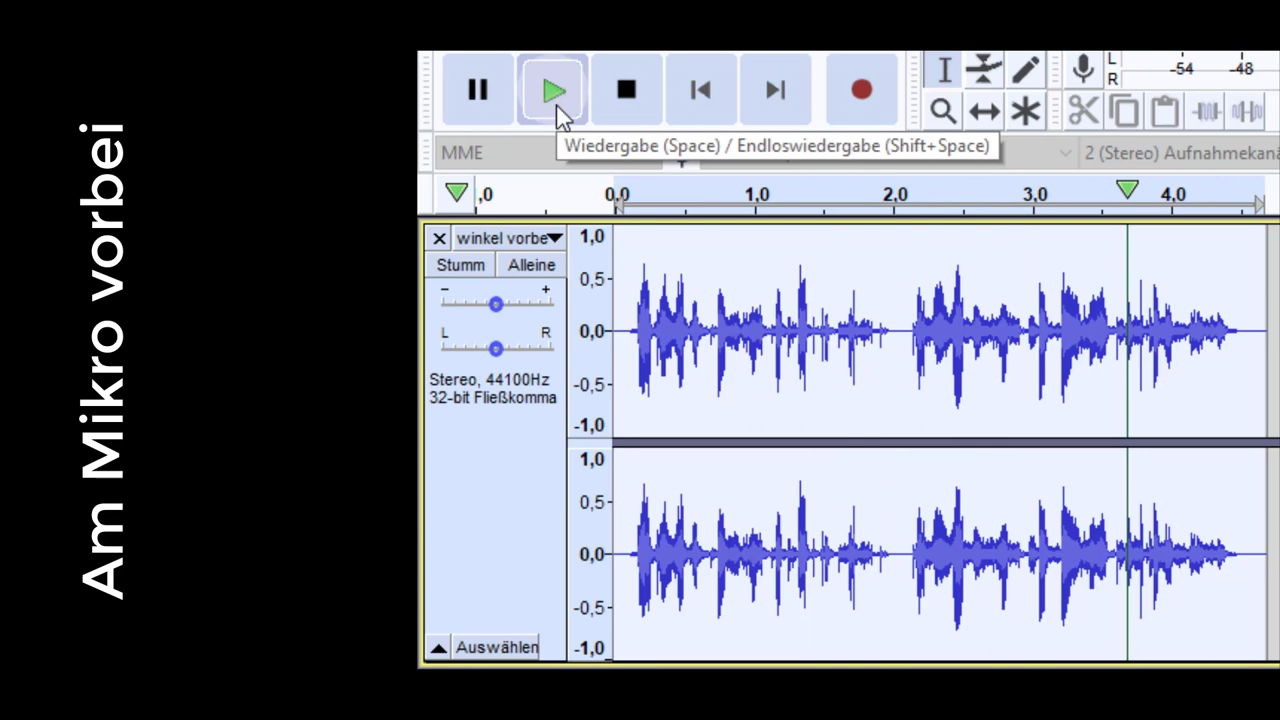 Am Mikro vorbei
L
R
-54 -48
Wiedergabe (Space) / Endloswiedergabe (Shift+Space)
MME
2 (Stereo) Aufnahmekanä
,0 0,0 1,0 2,0 3,0 4,0
winkel vorbe
Stumm Alleine
- +
L R
Stereo, 44100Hz
32-bit Fließkomma
Auswählen
1,0
0,5-
0,0-
-0,5-
-1,0
1,0
0,5-
0,0-
-0,5-
-1,0